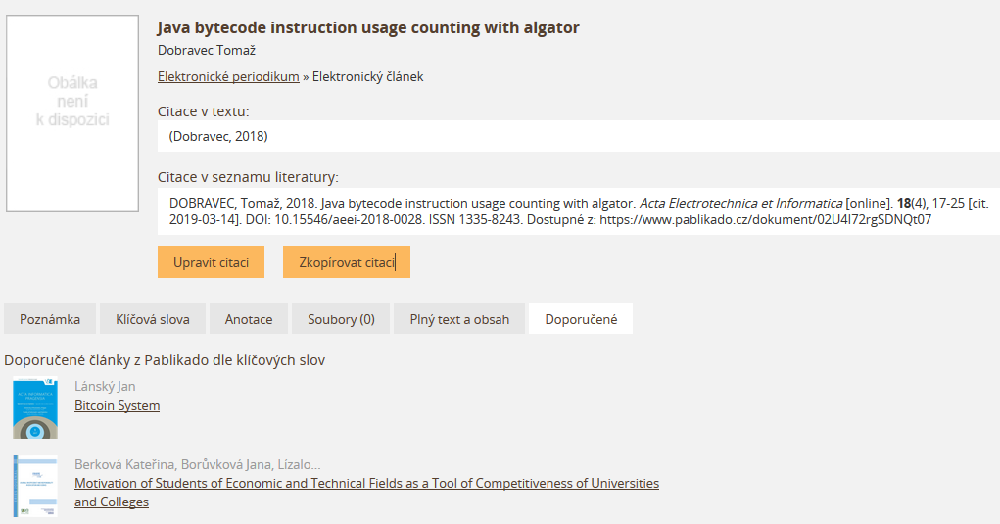 Obálka
není
k dispozici
Java bytecode instruction usage counting with algator
Dobravec Tomaž
Elektronické periodikum » Elektronický článek
Citace v textu:
(Dobravec, 2018)
Citace v seznamu literatury:
DOBRAVEC, Tomaž, 2018. Java bytecode instruction usage counting with algator. Acta Electrotechnica et Informatica [online]. 18(4), 17-25 [cit.
2019-03-14]. DOI: 10.15546/aeei-2018-0028. ISSN 1335-8243. Dostupné z: https://www.pablikado.cz/dokument/02U4l72rgSDNQt07
Upravit citaci
Zkopírovat citaci
Poznámka
Klíčová slova
Anotace
Soubory (0)
Plný text a obsah
Doporučené
Doporučené články z Pablikado dle klíčových slov
Lánský Jan
Bitcoin System
Berková Kateřina, Borůvková Jana, Lízalo...
Motivation of Students of Economic and Technical Fields as a Tool of Competitiveness of Universities
and Colleges